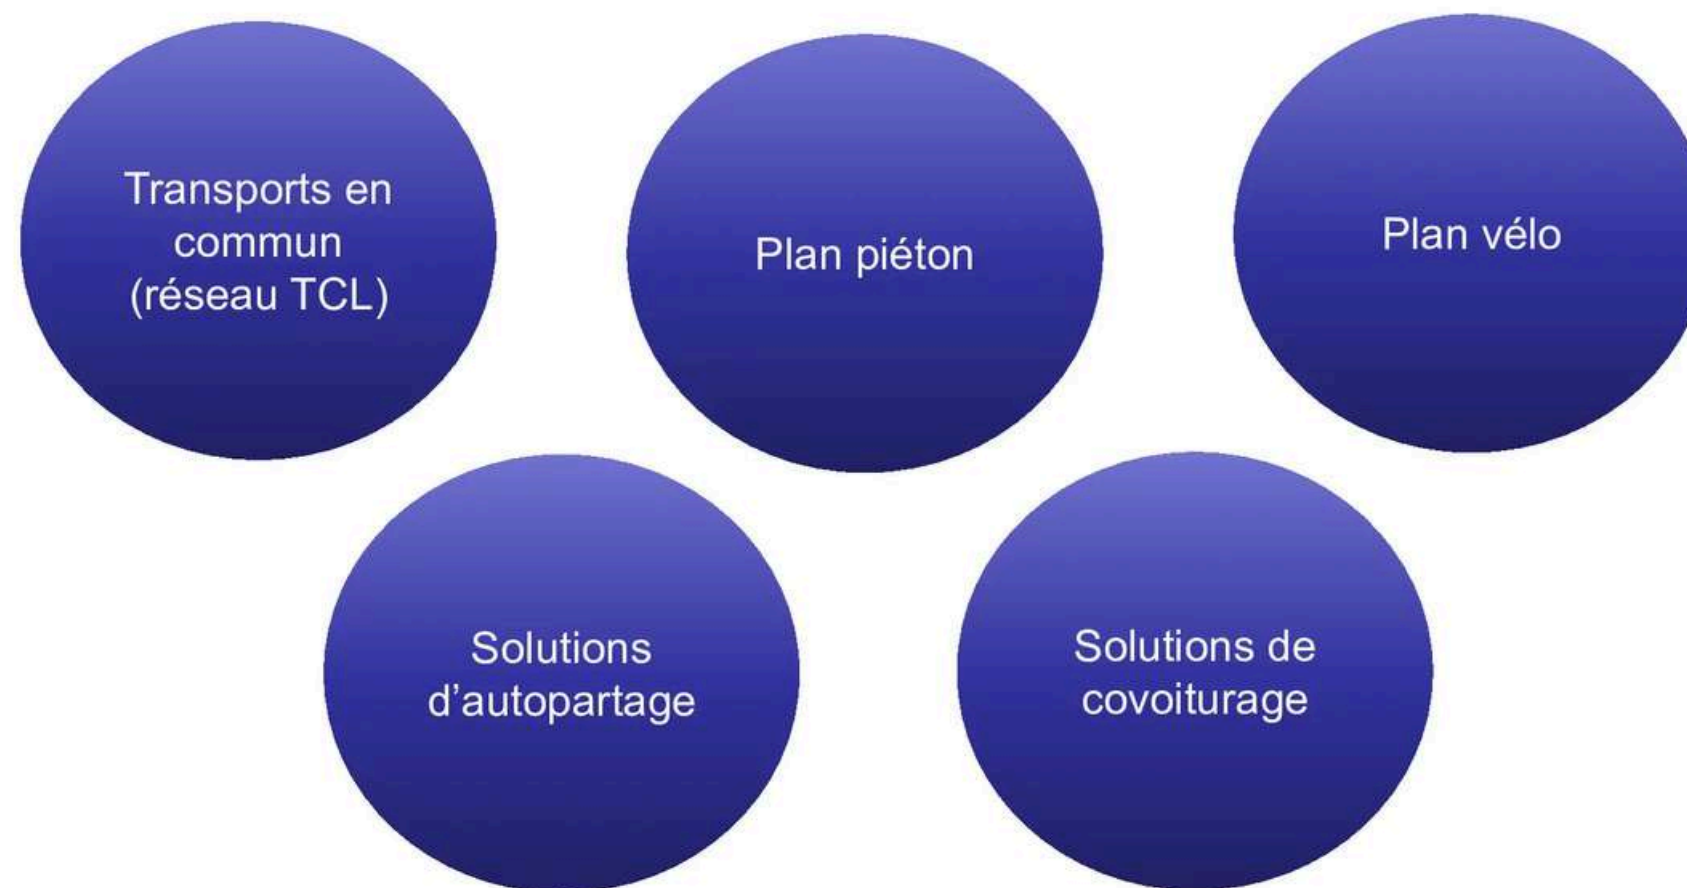 Transports en
commun
(réseau TCL)
Plan piéton
Plan vélo
Solutions
d’autopartage
Solutions de
covoiturage